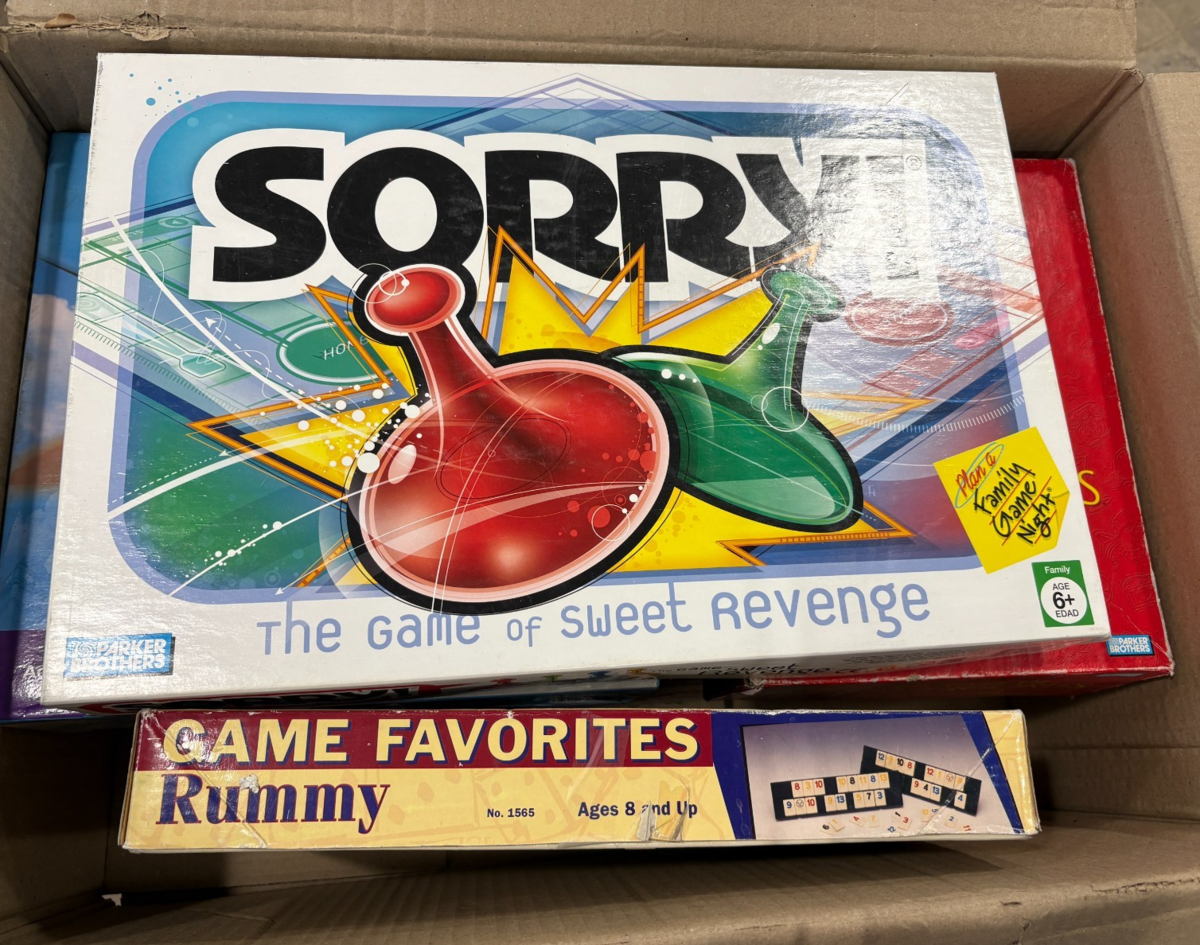 SORRY!®
HOME
Plan a
Family
Game
Night
Family
AGE
6+
EDAD
The Game of Sweet Revenge
PARKER
BROTHERS
PARKER
BROTHERS
S
GAME FAVORITES
Rummy
No. 1565
Ages 8 and Up